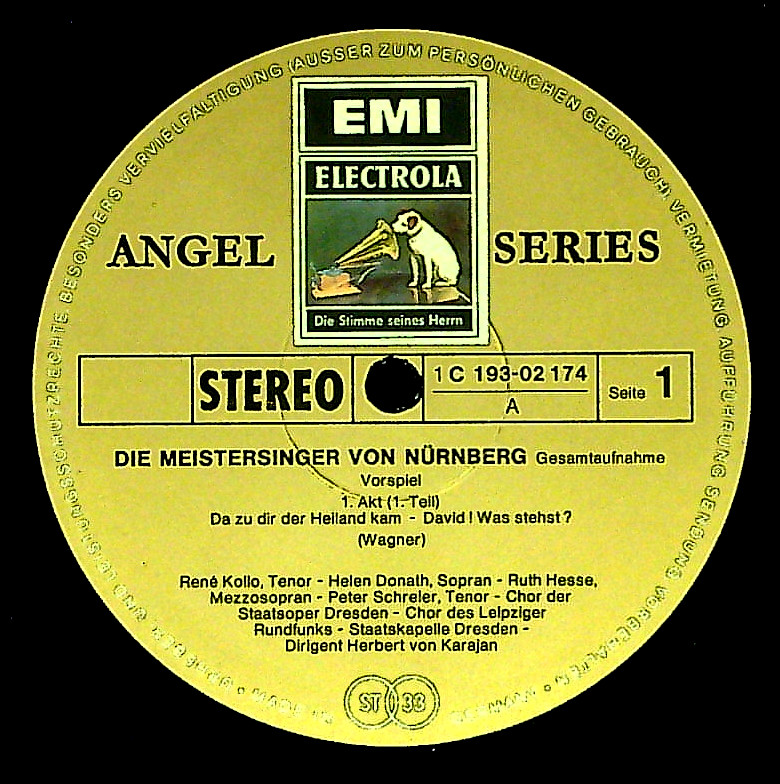 BESONDERS VERVIELFÄLTIGUNG (AUSSER ZUM PERSÖNLICHEN GEBRAUCH), VERMIETUNG AUFFÜHRUNG SENDUNG VORBEHALTEN
EMI
ELECTROLA
ANGEL SERIES
Die Stimme seines Herrn
STEREO
1 C 193-02 174
A
Seite 1
DIE MEISTERSINGER VON NÜRNBERG Gesamtaufnahme
Vorspiel
1. Akt (1. Teil)
Da zu dir der Heiland kam - David! Was stehst?
(Wagner)
René Kollo, Tenor - Helen Donath, Sopran - Ruth Hesse,
Mezzosopran - Peter Schreier, Tenor - Chor der
Staatsoper Dresden - Chor des Leipziger
Rundfunks - Staatskapelle Dresden -
Dirigent Herbert von Karajan
ST 33